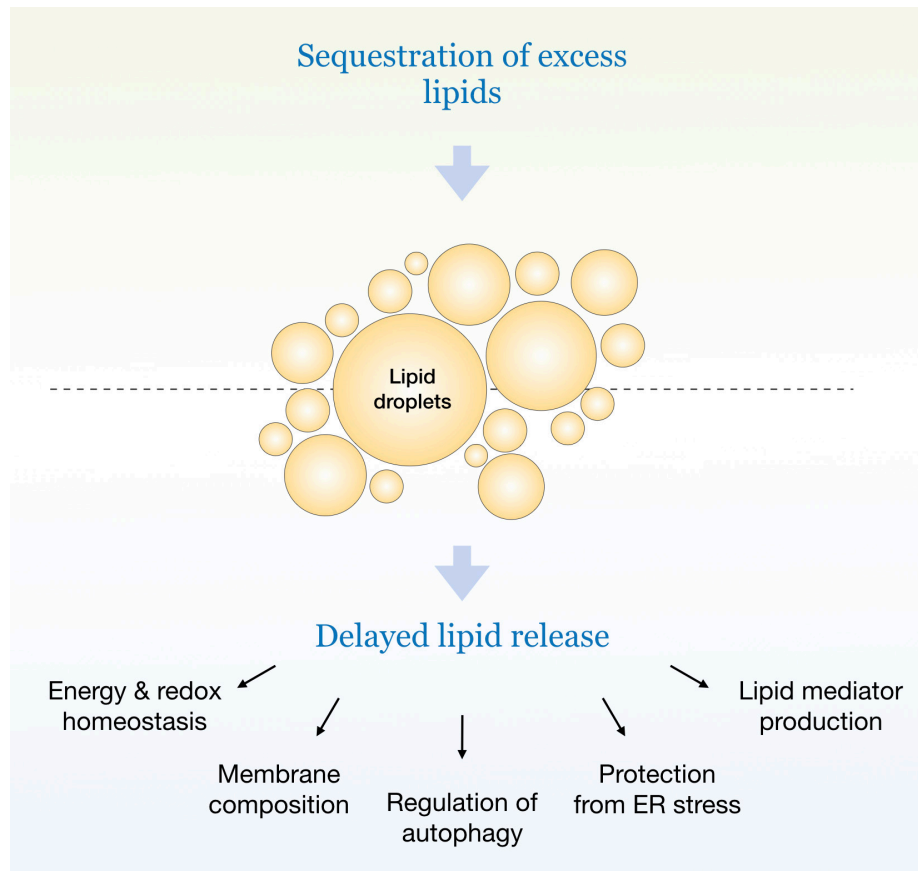 Sequestration of excess
lipids
Lipid
droplets
Delayed lipid release
Energy & redox
homeostasis
Membrane
composition
Regulation of
autophagy
Protection
from ER stress
Lipid mediator
production